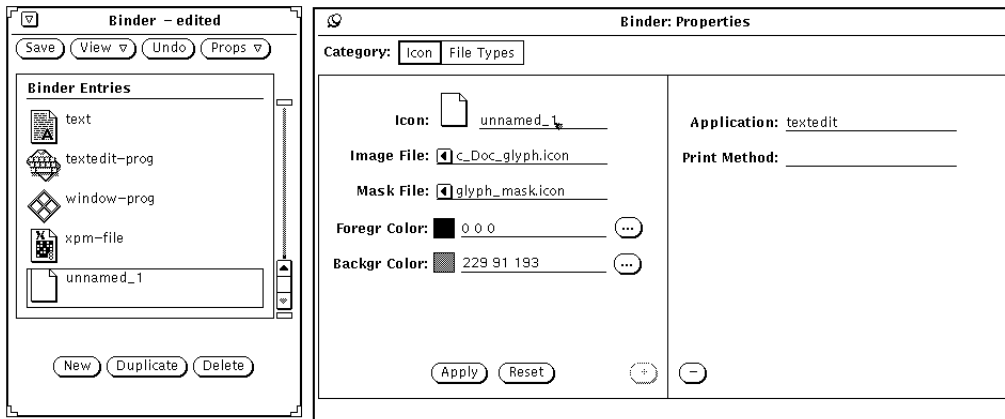 Binder – edited
Save View Undo Props
Binder Entries
text
textedit-prog
window-prog
xpm-file
unnamed_1
New Duplicate Delete
Binder: Properties
Category: Icon File Types
Icon: unnamed_1
Image File: c_Doc_glyph.icon
Mask File: glyph_mask.icon
Foregr Color: 0 0 0 ...
Backgr Color: 229 91 193 ...
Apply Reset +
Application: textedit
Print Method:
−